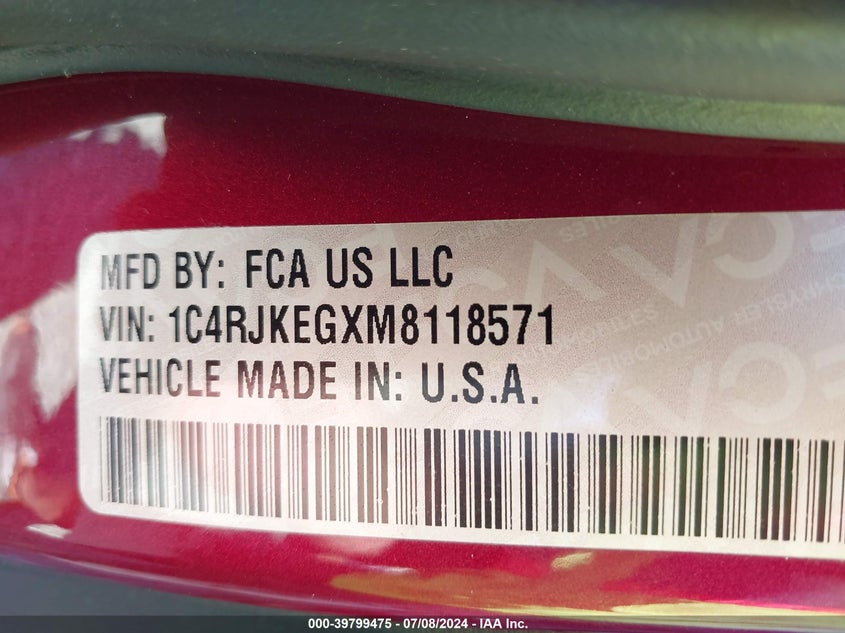 MFD BY: FCA US LLC
VIN: 1C4RJKEGXM8118571
VEHICLE MADE IN: U.S.A.
000-39799475 - 07/08/2024 - IAA Inc.